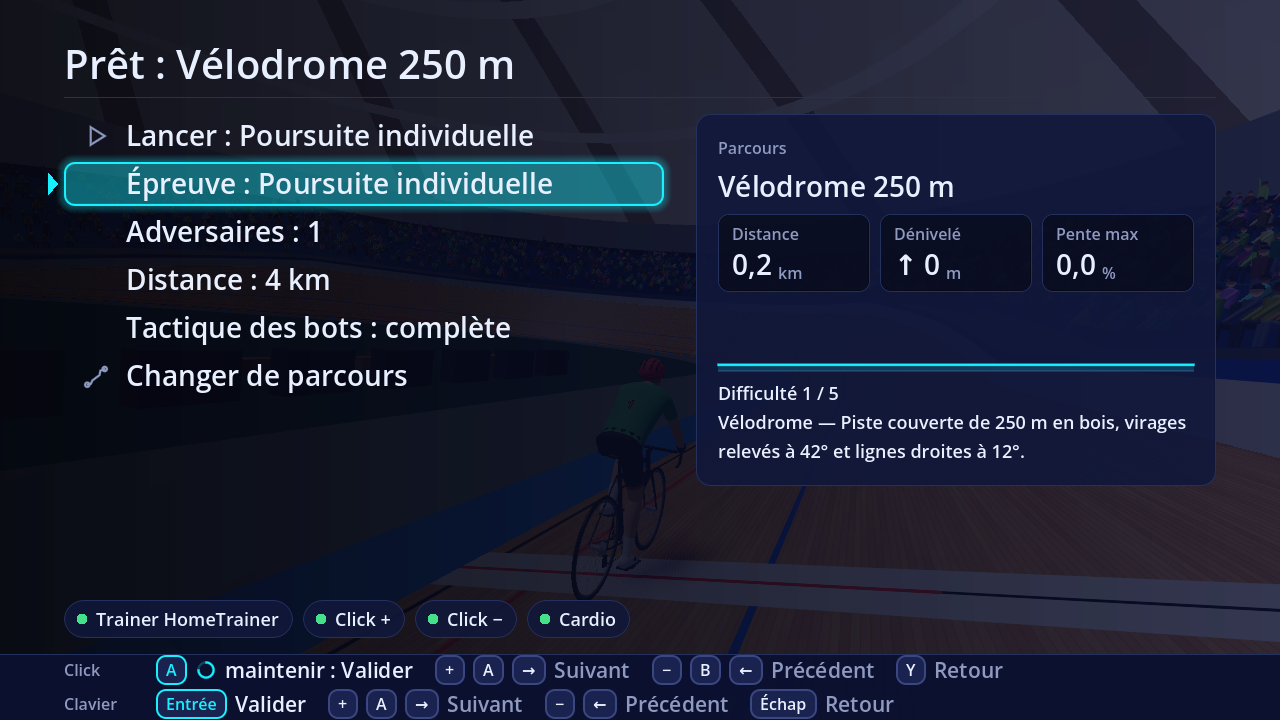 Prêt : Vélodrome 250 m
Lancer : Poursuite individuelle
Épreuve : Poursuite individuelle
Adversaires : 1
Distance : 4 km
Tactique des bots : complète
Changer de parcours
Parcours
Vélodrome 250 m
Distance Dénivelé Pente max
0,2 km ↑ 0 m 0,0 %
Difficulté 1 / 5
Vélodrome — Piste couverte de 250 m en bois, virages
relevés à 42° et lignes droites à 12°.
Trainer HomeTrainer Click + Click − Cardio
Click A maintenir : Valider + A → Suivant − B ← Précédent Y Retour
Clavier Entrée Valider + A → Suivant − ← Précédent Échap Retour